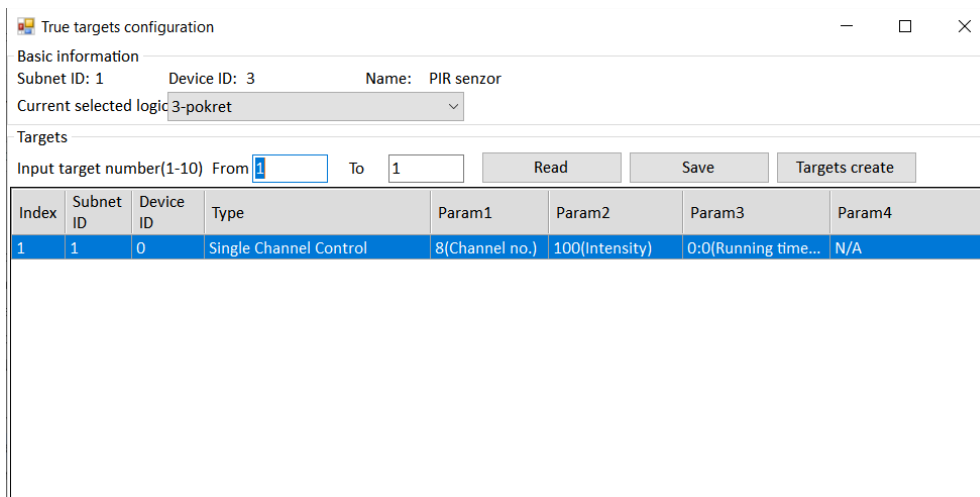 True targets configuration
Basic information
Subnet ID: 1 Device ID: 3 Name: PIR senzor
Current selected logic 3-pokret
Targets
Input target number(1-10) From 1 To 1 Read Save Targets create
Index Subnet ID Device ID Type Param1 Param2 Param3 Param4
1 1 0 Single Channel Control 8(Channel no.) 100(Intensity) 0:0(Running time... N/A